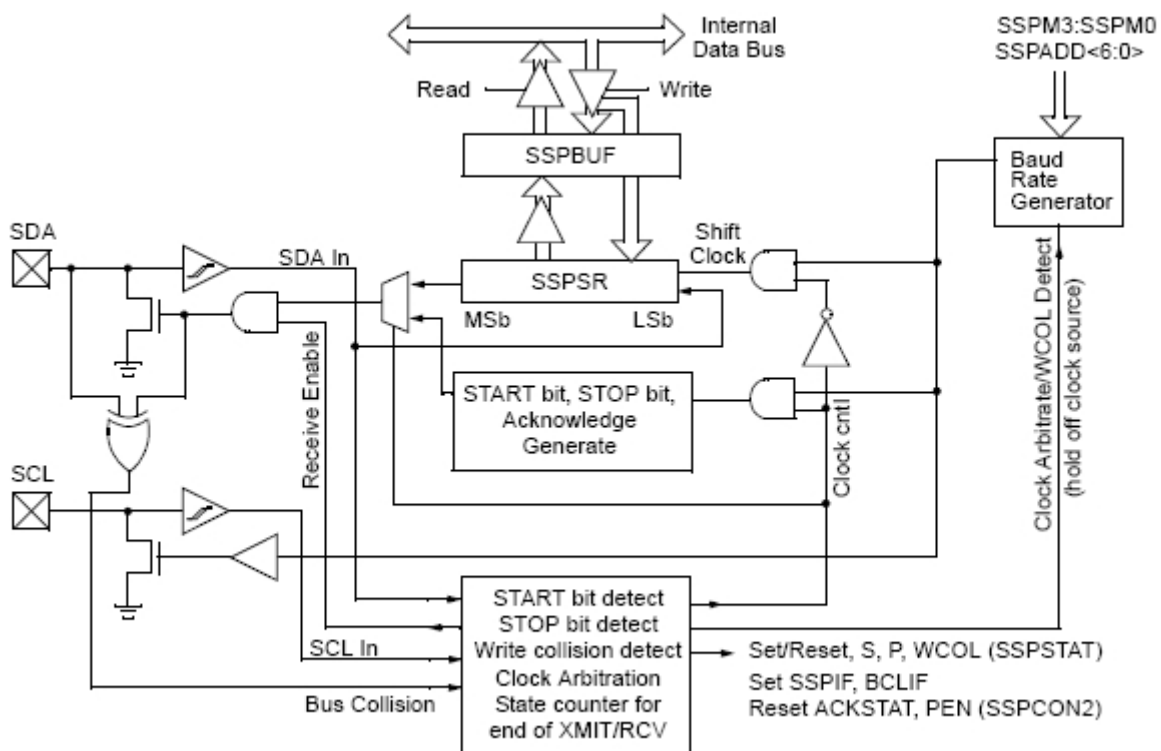 Internal
Data Bus
SSPM3:SSPM0
SSPADD<6:0>
Read
Write
SSPBUF
Baud
Rate
Generator
SDA
SDA In
Shift
Clock
SSPSR
MSb
LSb
START bit, STOP bit,
Acknowledge
Generate
Receive Enable
Clock cntl
Clock Arbitrate/WCOL Detect
(hold off clock source)
SCL
SCL In
Bus Collision
START bit detect
STOP bit detect
Write collision detect
Clock Arbitration
State counter for
end of XMIT/RCV
Set/Reset, S, P, WCOL (SSPSTAT)
Set SSPIF, BCLIF
Reset ACKSTAT, PEN (SSPCON2)